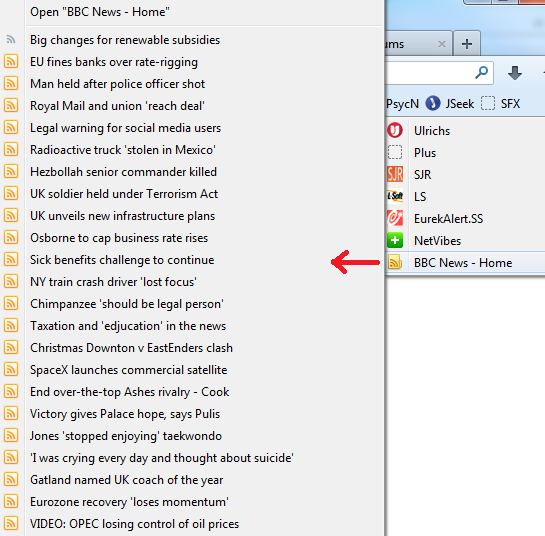 Open "BBC News - Home"
Big changes for renewable subsidies
EU fines banks over rate-rigging
Man held after police officer shot
Royal Mail and union 'reach deal'
Legal warning for social media users
Radioactive truck 'stolen in Mexico'
Hezbollah senior commander killed
UK soldier held under Terrorism Act
UK unveils new infrastructure plans
Osborne to cap business rate rises
Sick benefits challenge to continue
NY train crash driver 'lost focus'
Chimpanzee 'should be legal person'
Taxation and 'edjucation' in the news
Christmas Downton v EastEnders clash
SpaceX launches commercial satellite
End over-the-top Ashes rivalry - Cook
Victory gives Palace hope, says Pulis
Jones 'stopped enjoying' taekwondo
'I was crying every day and thought about suicide'
Gatland named UK coach of the year
Eurozone recovery 'loses momentum'
VIDEO: OPEC losing control of oil prices
ums
PsycN JSeek SFX
Ulrichs
Plus
SJR SJR
LS
EurekAlert.SS
NetVibes
BBC News - Home